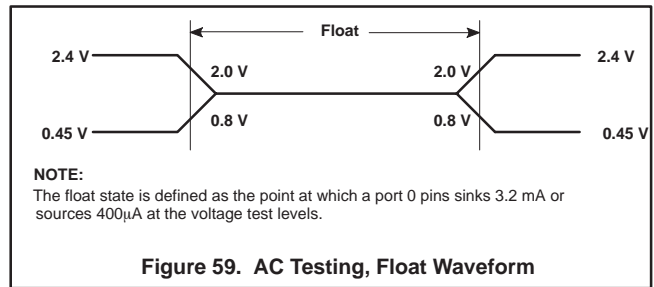 Float
2.4 V 2.0 V 2.0 V 2.4 V
0.45 V 0.8 V 0.8 V 0.45 V
NOTE:
The float state is defined as the point at which a port 0 pins sinks 3.2 mA or
sources 400µA at the voltage test levels.
Figure 59. AC Testing, Float Waveform